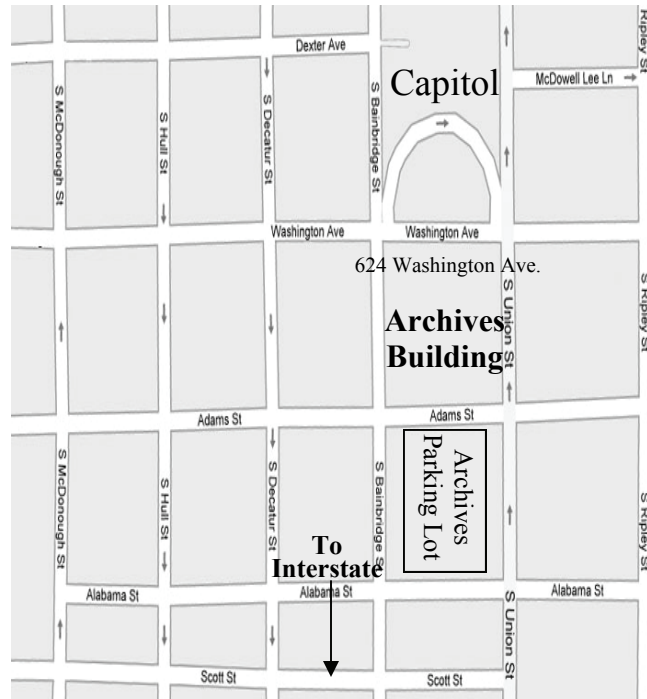 Dexter Ave
Ripley St
Capitol
McDowell Lee Ln
S McDonough St
S Hull St
S Decatur St
S Bainbridge St
Washington Ave
Washington Ave
624 Washington Ave.
Archives
Building
S Union St
S Ripley St
Adams St
Adams St
S McDonough St
S Hull St
S Decatur St
S Bainbridge St
Archives
Parking Lot
S Ripley St
To
Interstate
Alabama St
Alabama St
Alabama St
S Union St
Scott St
Scott St